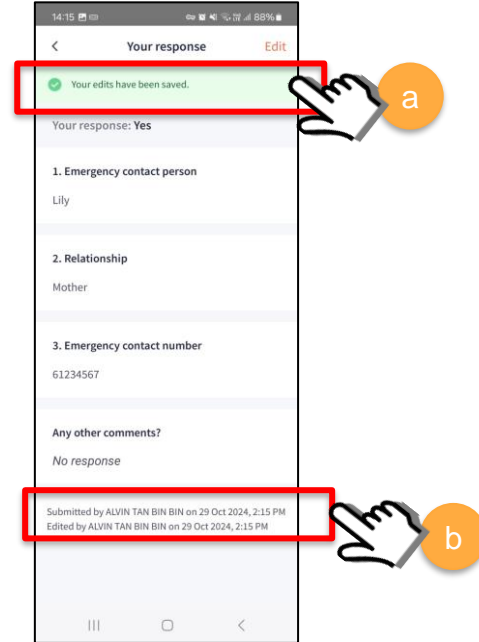 14:15 88%
Your response Edit
Your edits have been saved.
a
Your response: Yes
1. Emergency contact person
Lily
2. Relationship
Mother
3. Emergency contact number
61234567
Any other comments?
No response
Submitted by ALVIN TAN BIN BIN on 29 Oct 2024, 2:15 PM
Edited by ALVIN TAN BIN BIN on 29 Oct 2024, 2:15 PM
b